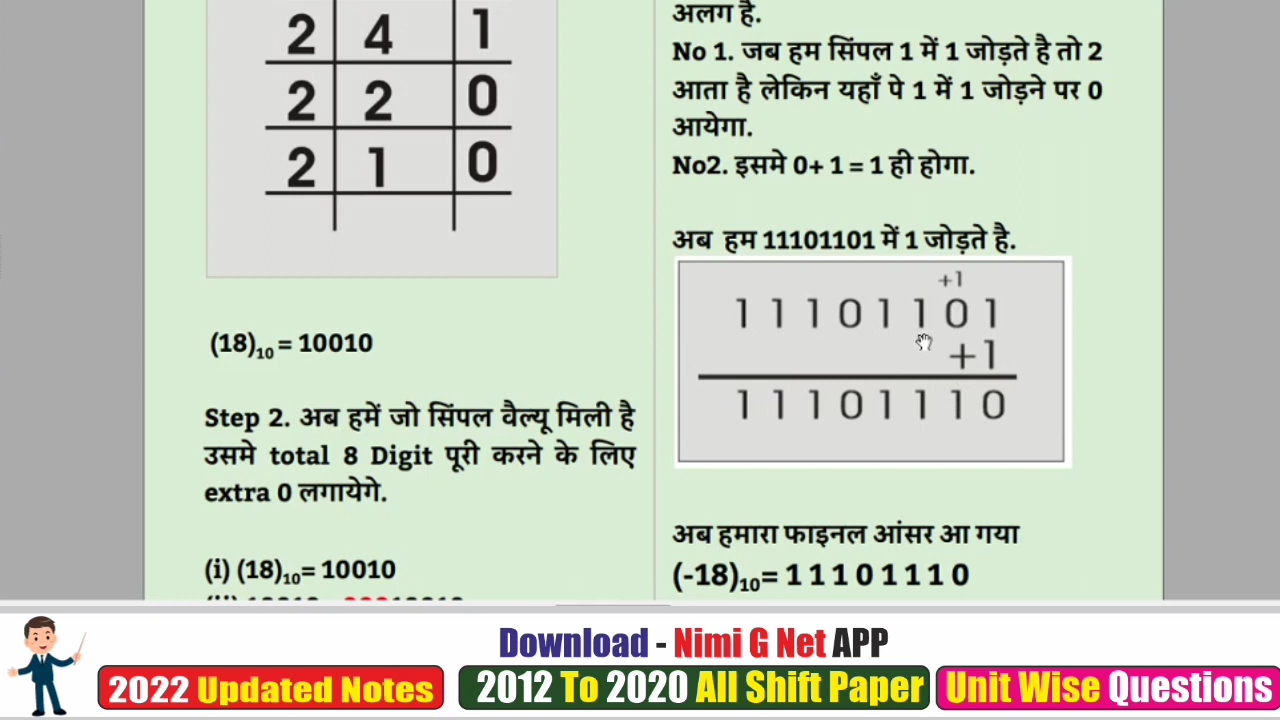 2 4 1
2 2 0
2 1 0
(18)10 = 10010
Step 2. अब हमें जो सिंपल वैल्यू मिली है
उसमे total 8 Digit पूरी करने के लिए
extra 0 लगायेगे.
(i) (18)10= 10010
अलग है.
No 1. जब हम सिंपल 1 में 1 जोड़ते है तो 2
आता है लेकिन यहाँ पे 1 में 1 जोड़ने पर 0
आयेगा.
No2. इसमे 0+ 1 = 1 ही होगा.
अब हम 11101101 में 1 जोड़ते है.
+1
1 1 1 0 1 1 0 1
+1
1 1 1 0 1 1 1 0
अब हमारा फाइनल आंसर आ गया
(-18)10= 1 1 1 0 1 1 1 0
Download - Nimi G Net APP
2022 Updated Notes
2012 To 2020 All Shift Paper
Unit Wise Questions